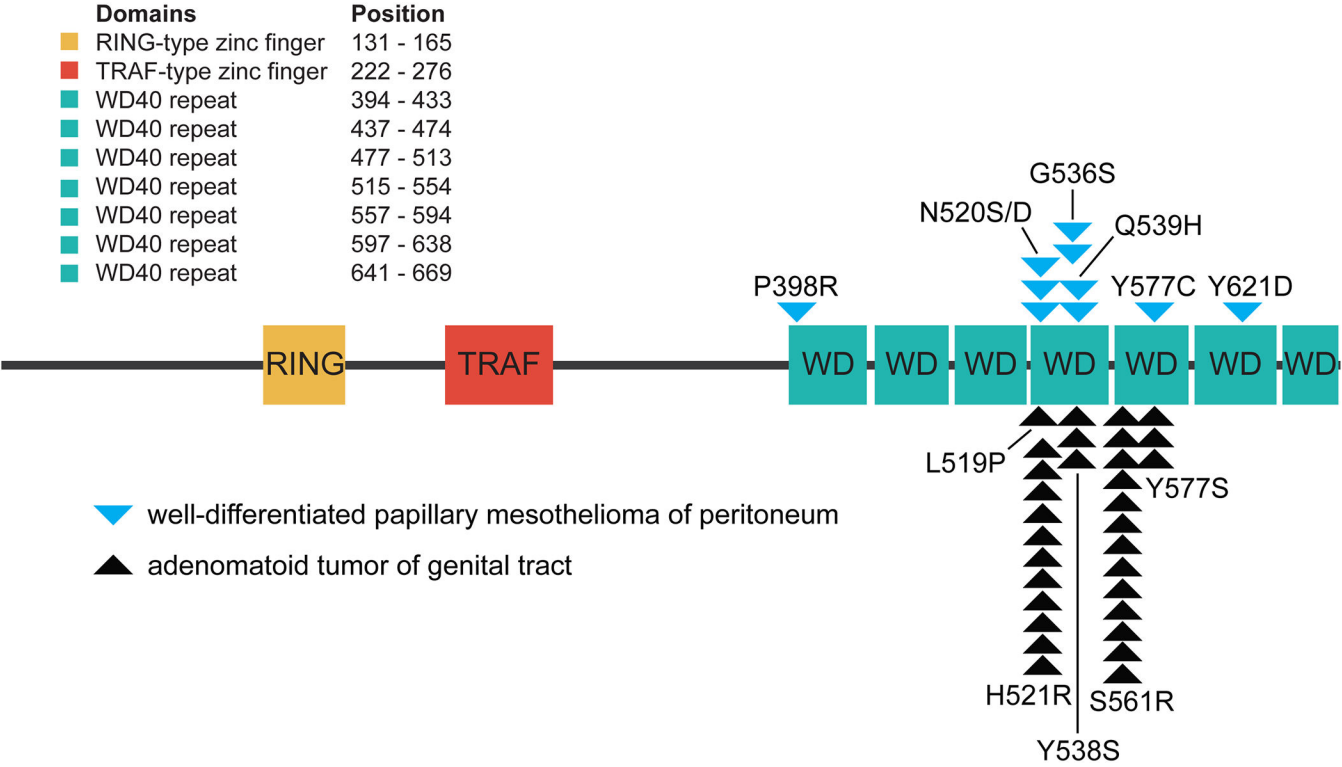 Domains Position
RING-type zinc finger 131 - 165
TRAF-type zinc finger 222 - 276
WD40 repeat 394 - 433
WD40 repeat 437 - 474
WD40 repeat 477 - 513
WD40 repeat 515 - 554
WD40 repeat 557 - 594
WD40 repeat 597 - 638
WD40 repeat 641 - 669
G536S
N520S/D
Q539H
P398R
Y577C
Y621D
RING TRAF WD WD WD WD WD WD WD
L519P
Y577S
well-differentiated papillary mesothelioma of peritoneum
adenomatoid tumor of genital tract
H521R
S561R
Y538S